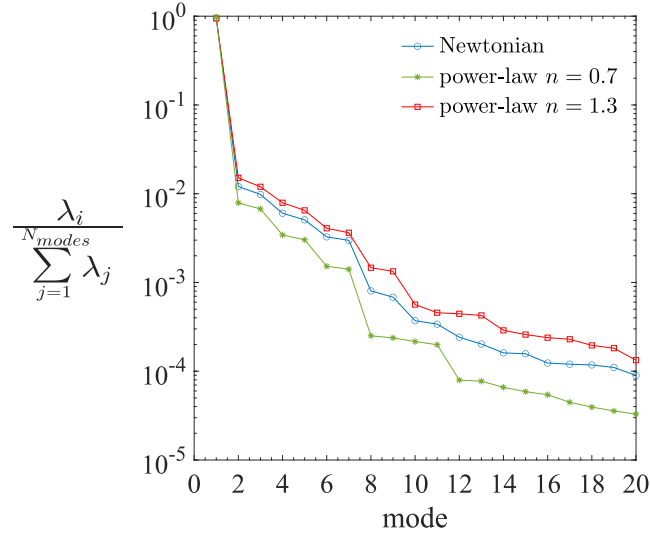 10^0
10^-1
10^-2
10^-3
10^-4
10^-5
λ_i
N_modes
∑ λ_j
j=1
Newtonian
power-law n = 0.7
power-law n = 1.3
0 2 4 6 8 10 12 14 16 18 20
mode